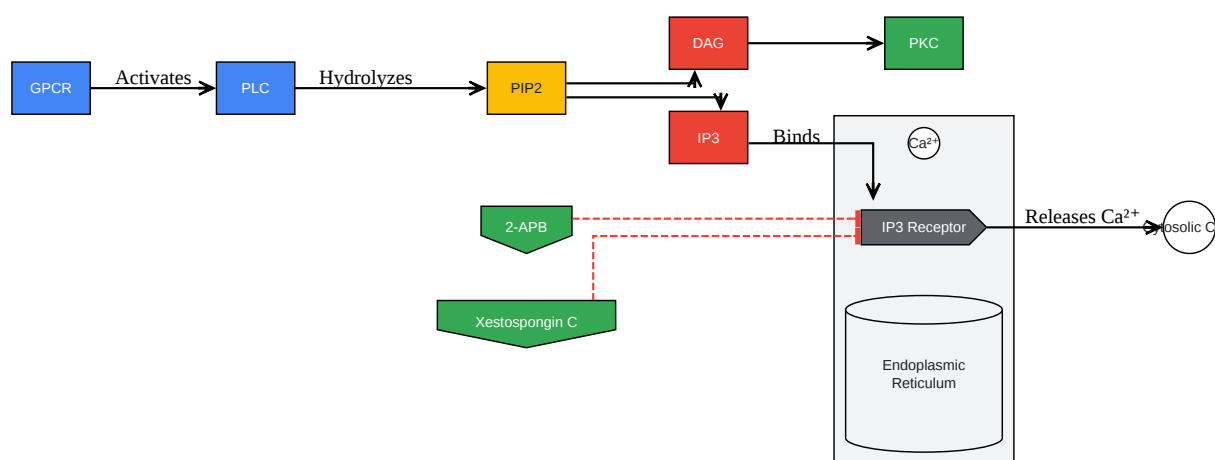 DAG
PKC
GPCR
Activates
PLC
Hydrolyzes
PIP2
IP3
Binds
Ca²⁺
2-APB
IP3 Receptor
Releases Ca²⁺
Xestospongin C
Endoplasmic
Reticulum